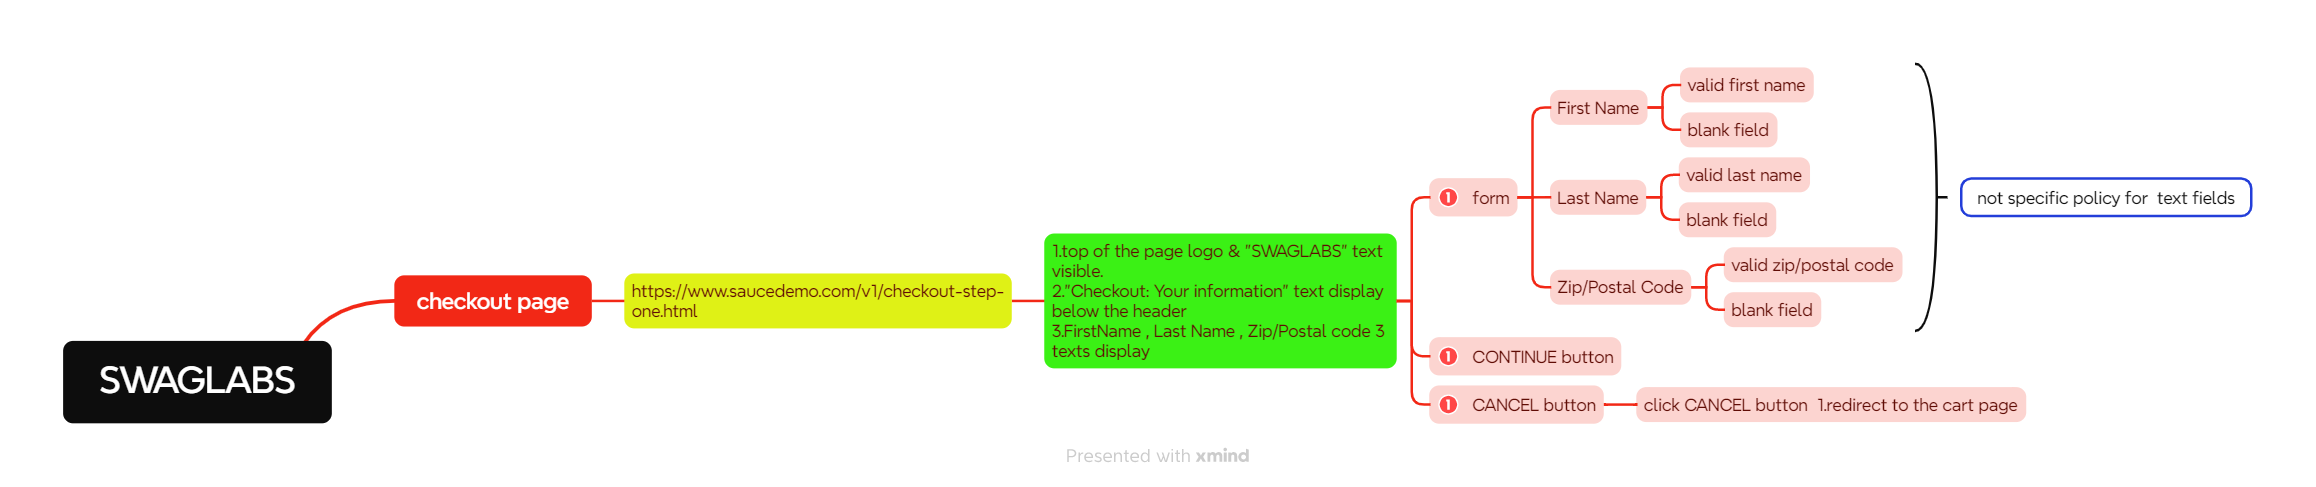 SWAGLABS
checkout page
https://www.saucedemo.com/v1/checkout-step-
one.html
1.top of the page logo & "SWAGLABS" text
visible.
2."Checkout: Your information" text display
below the header
3.FirstName , Last Name , Zip/Postal code 3
texts display
1 form
First Name
valid first name
blank field
Last Name
valid last name
blank field
Zip/Postal Code
valid zip/postal code
blank field
not specific policy for  text fields
1 CONTINUE button
1 CANCEL button
click CANCEL button  1.redirect to the cart page
Presented with xmind